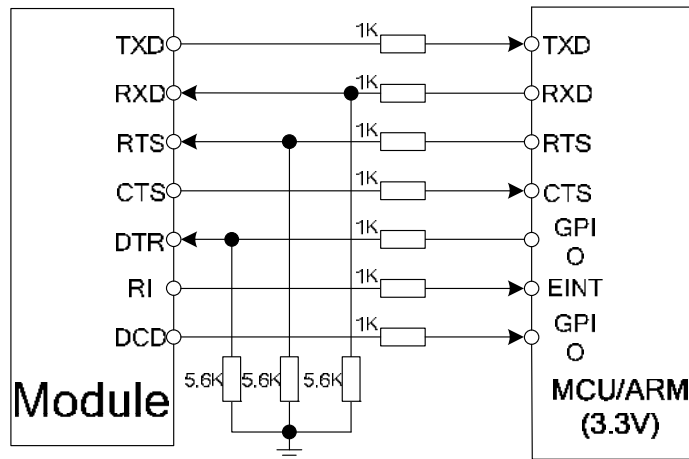 TXD 1K TXD
RXD 1K RXD
RTS 1K RTS
CTS 1K CTS
DTR 1K GPI
O
RI 1K EINT
DCD 1K GPI
O
5.6K 5.6K 5.6K
Module
MCU/ARM
(3.3V)